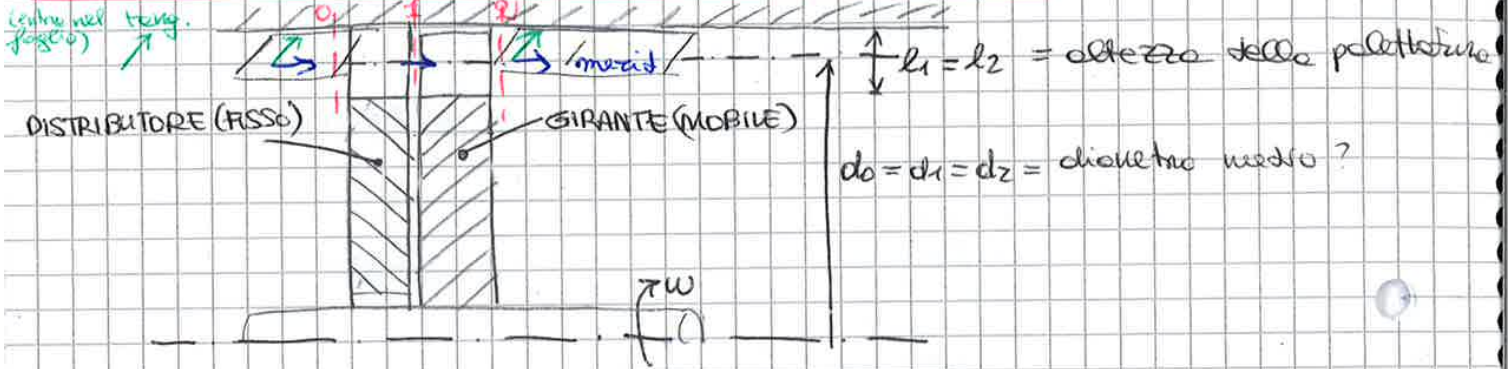 (entra nel tang.
foglio)
0 1 2
merid
l1 = l2 = altezza della palettatura
DISTRIBUTORE (FISSO)
GIRANTE (MOBILE)
d0 = d1 = d2 = diametro medio ?
ω